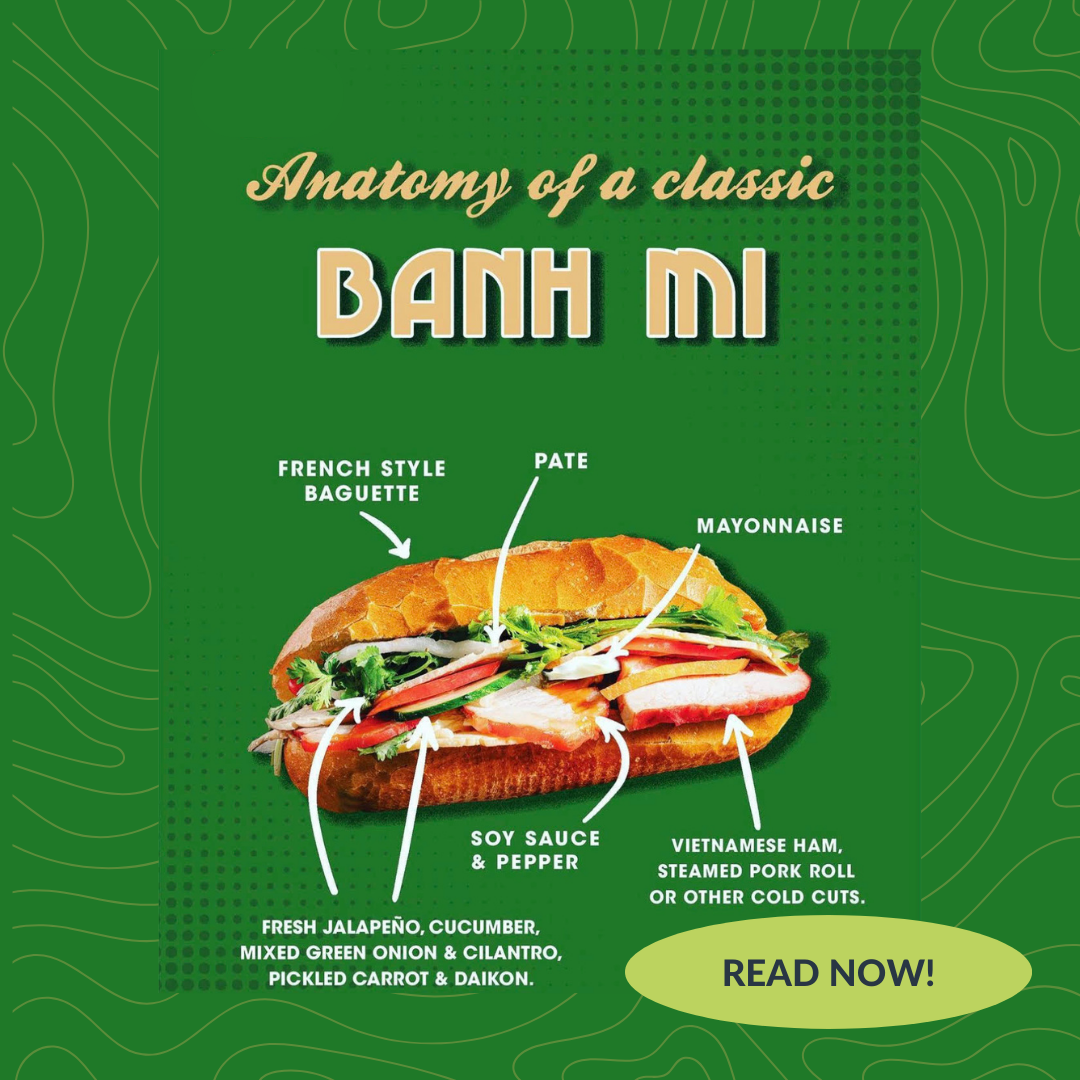 Anatomy of a classic
BANH MI
FRENCH STYLE
BAGUETTE
PATE
MAYONNAISE
SOY SAUCE
& PEPPER
VIETNAMESE HAM,
STEAMED PORK ROLL
OR OTHER COLD CUTS.
FRESH JALAPEÑO, CUCUMBER,
MIXED GREEN ONION & CILANTRO,
PICKLED CARROT & DAIKON.
READ NOW!